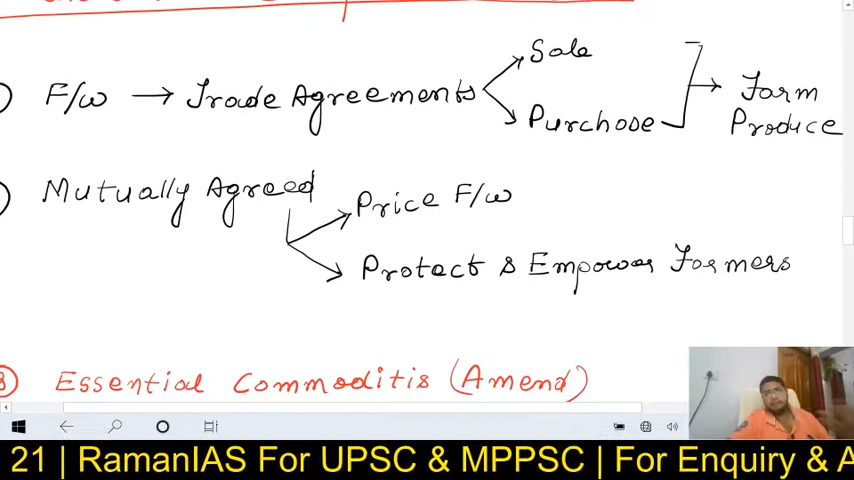 F/w → Trade Agreements
Sale
Purchase
Farm
Produce
Mutually Agreed
Price F/w
Protect & Empower Farmers
Essential Commoditis (Amend)
21 | RamanIAS For UPSC & MPPSC | For Enquiry & A